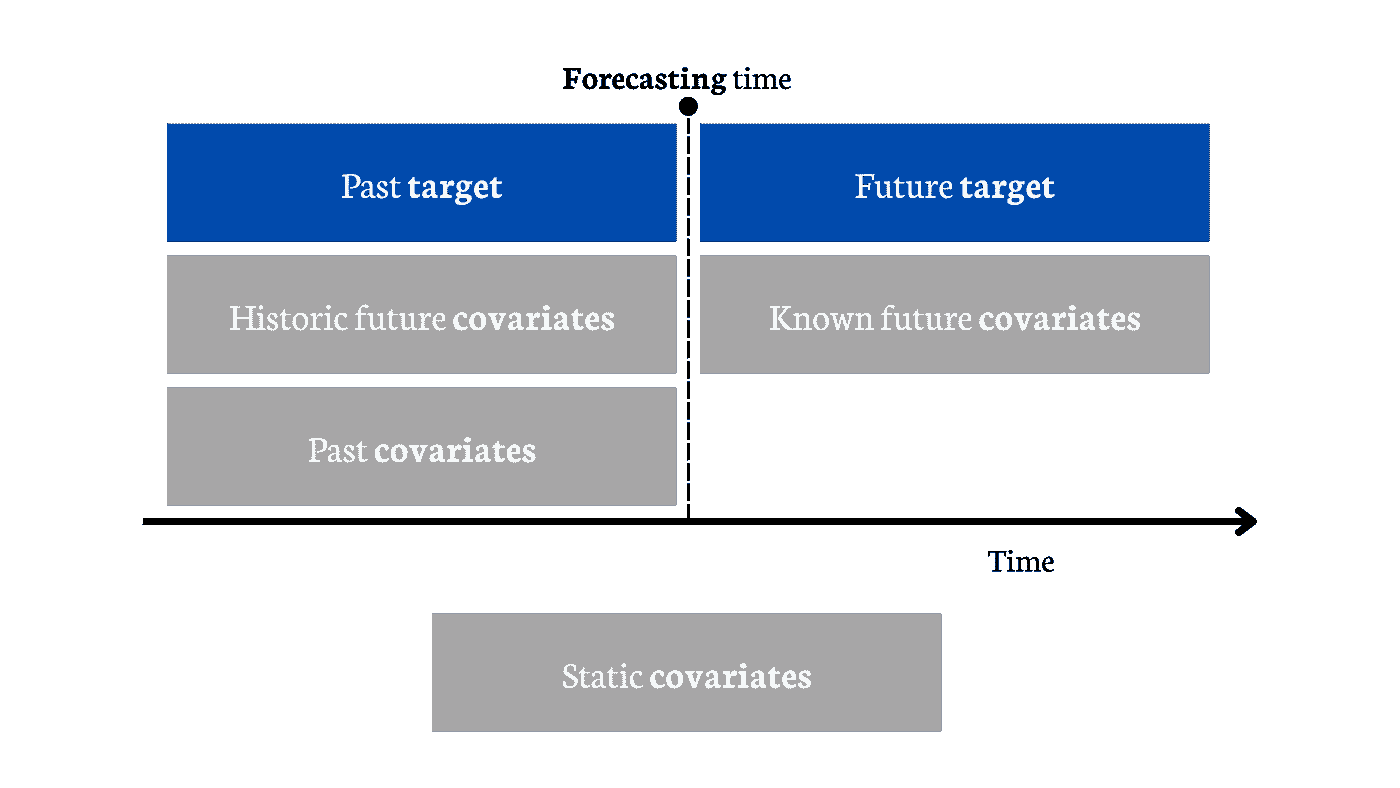 Forecasting time
Past target
Future target
Historic future covariates
Known future covariates
Past covariates
Time
Static covariates